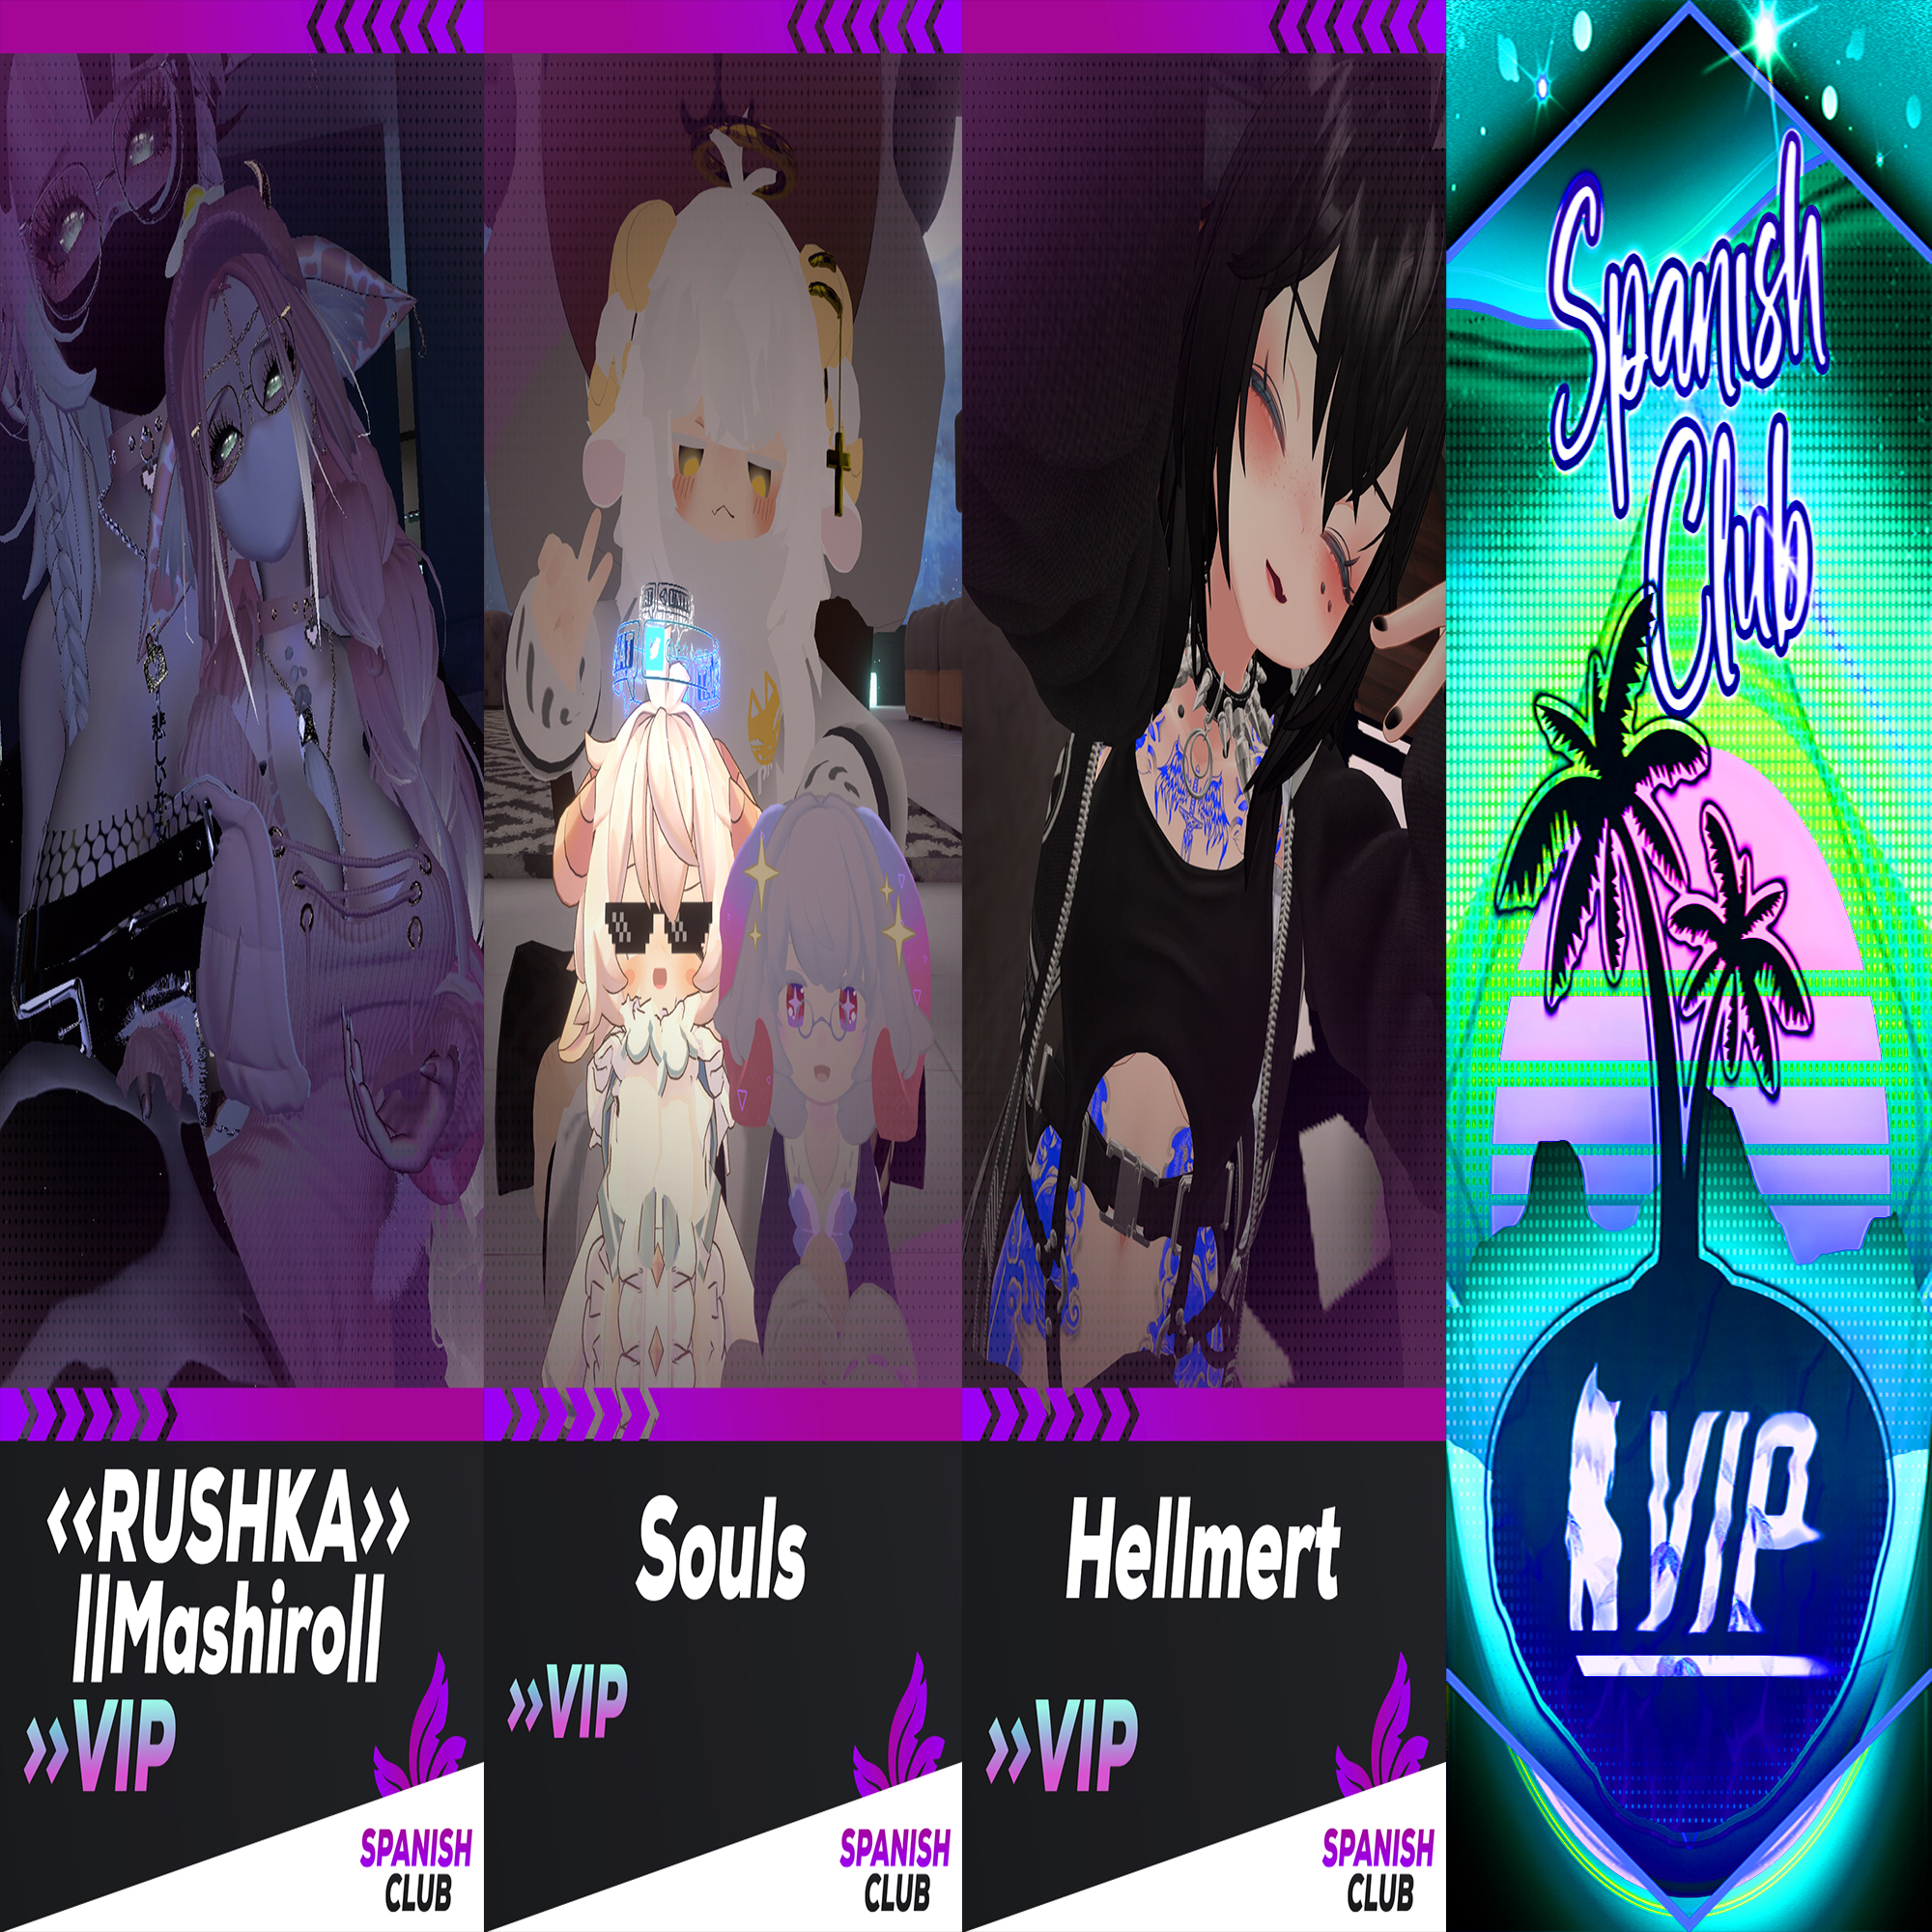 <<RUSHKA>>
||Mashiro||
>>VIP
SPANISH
CLUB
Souls
>>VIP
SPANISH
CLUB
Hellmert
>>VIP
SPANISH
CLUB
Spanish
Club
VIP